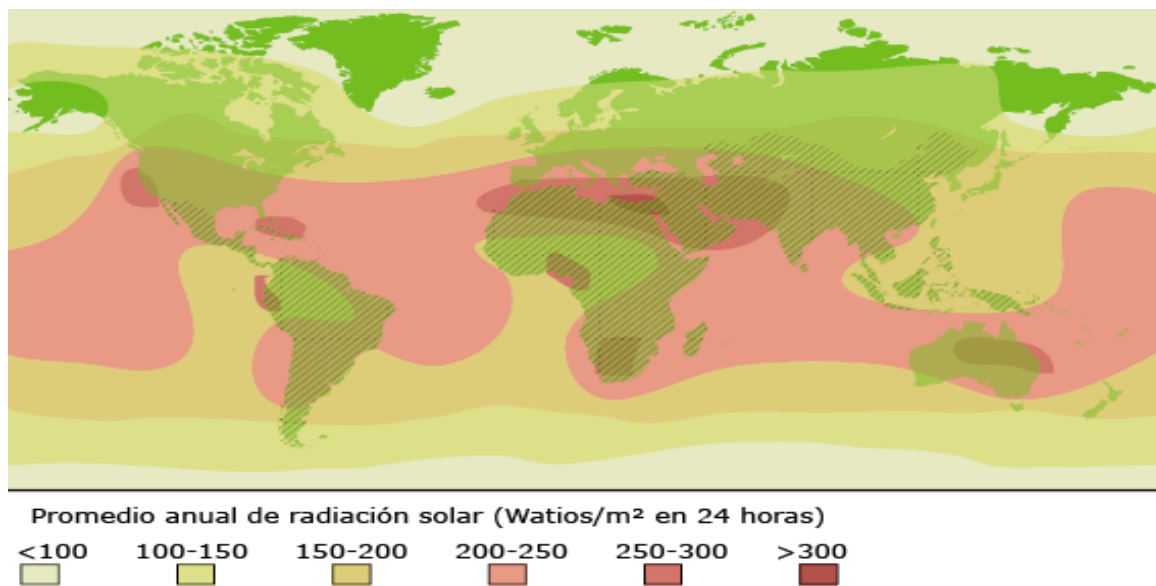 Promedio anual de radiación solar (Watios/m² en 24 horas)
<100 100-150 150-200 200-250 250-300 >300